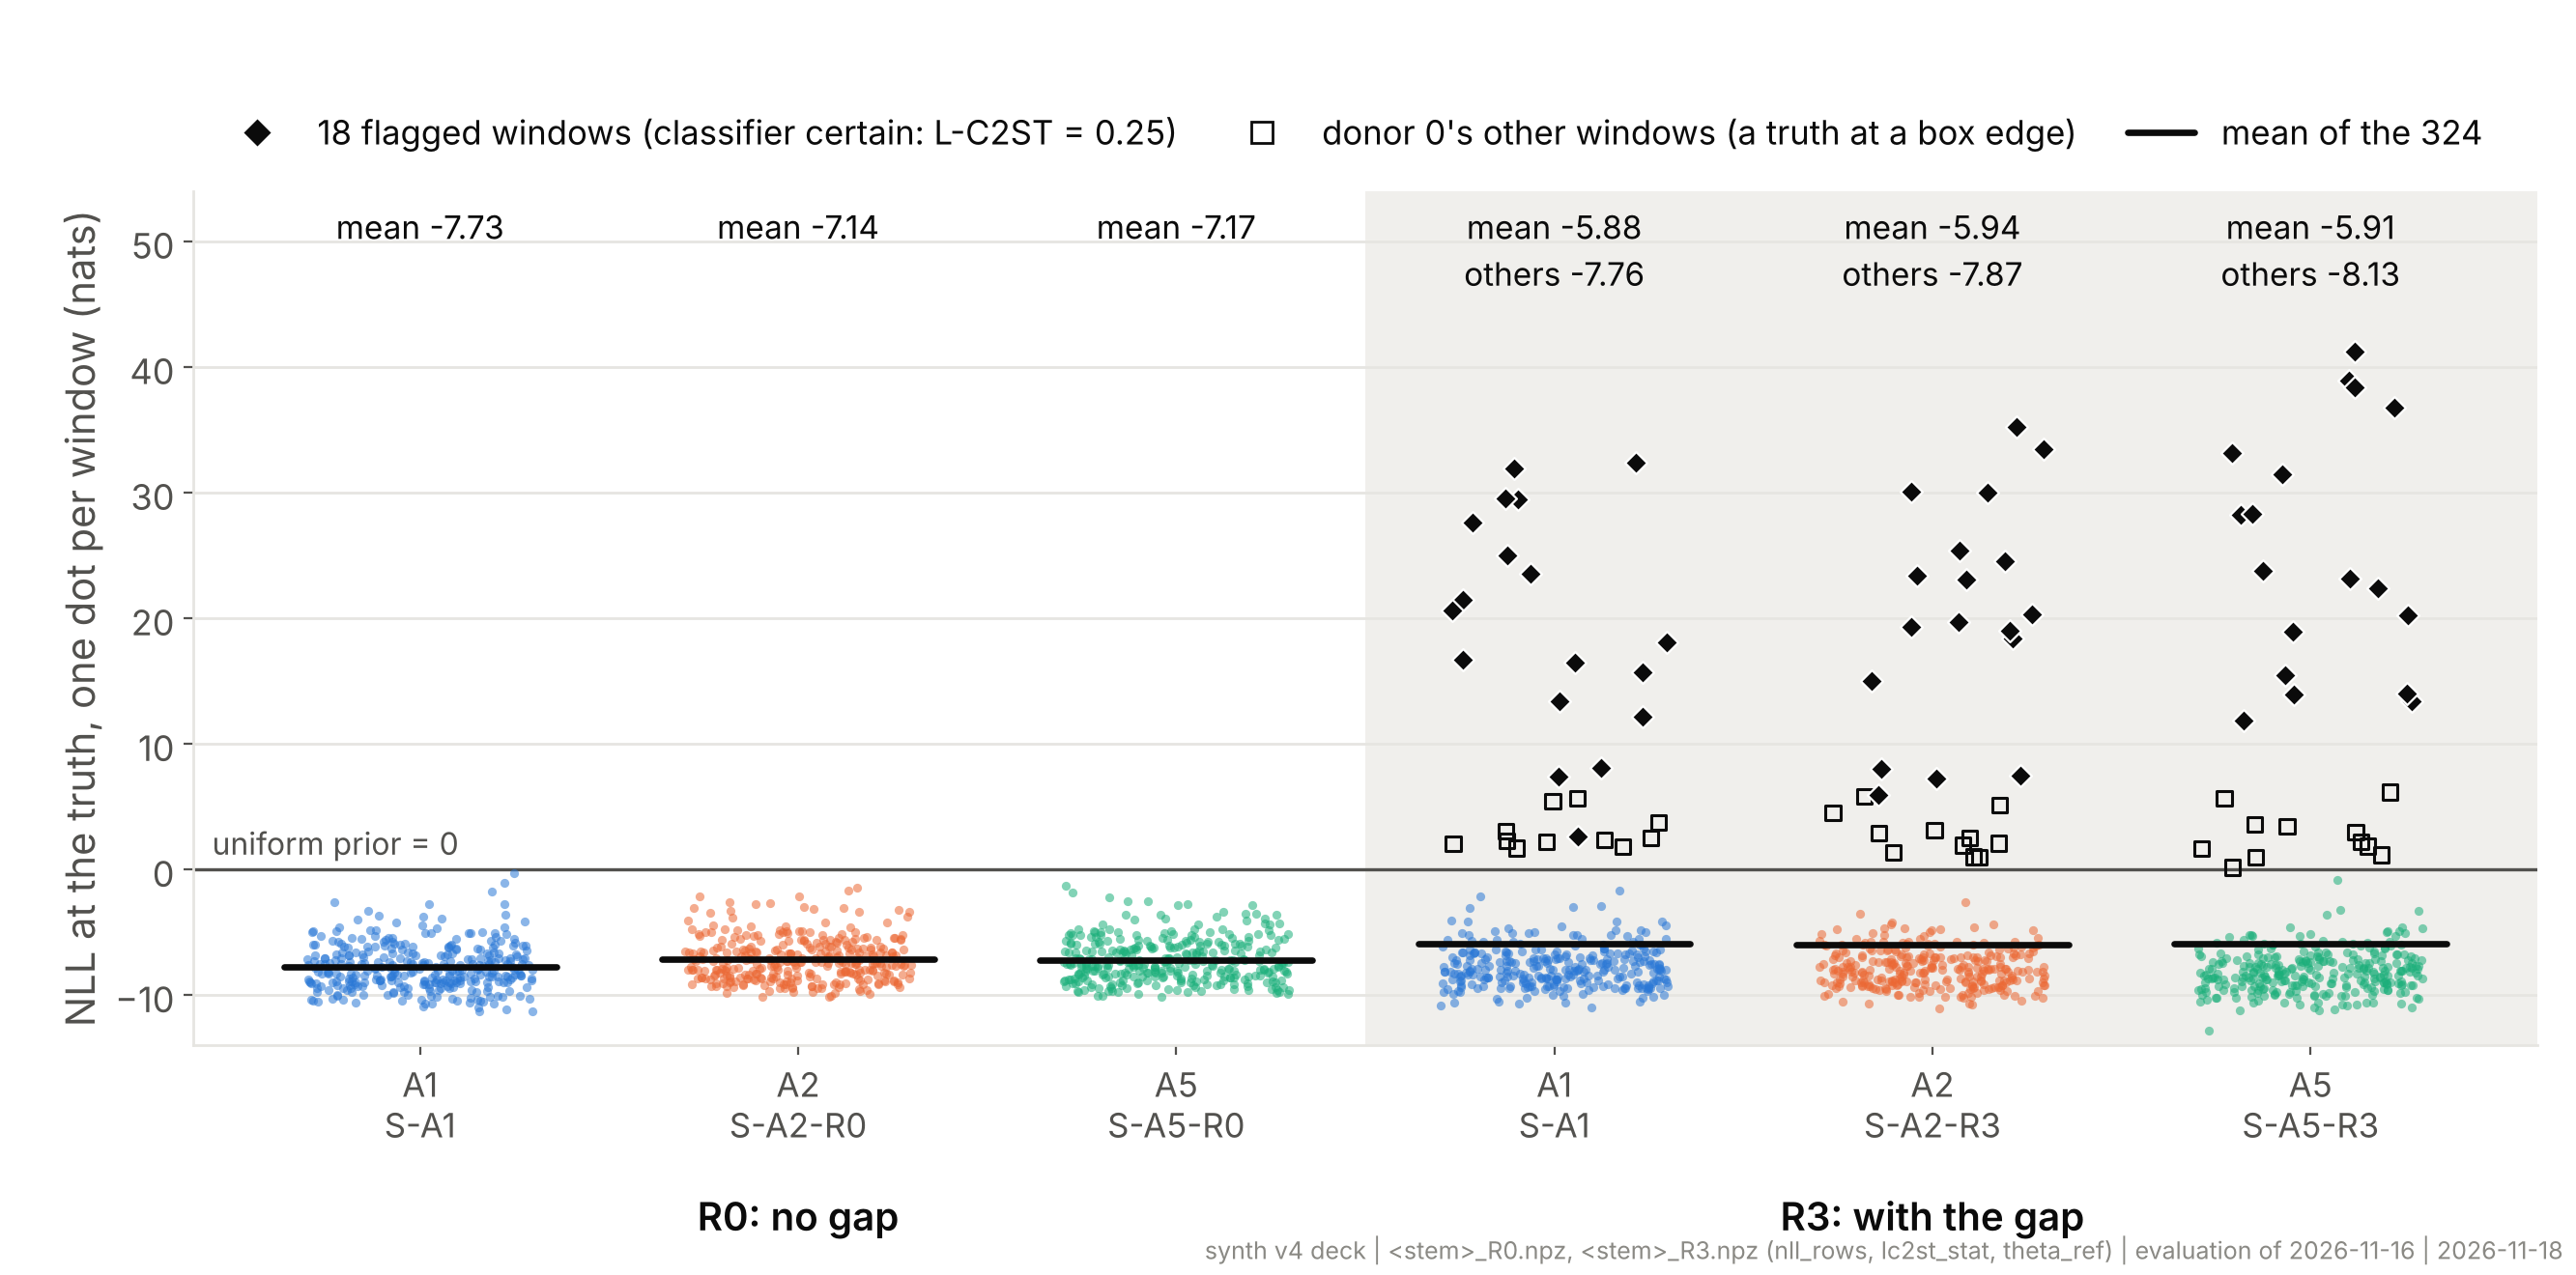 18 flagged windows (classifier certain: L-C2ST = 0.25)
donor 0's other windows (a truth at a box edge)
mean of the 324
NLL at the truth, one dot per window (nats)
50
40
30
20
10
0
−10
mean -7.73
mean -7.14
mean -7.17
mean -5.88
others -7.76
mean -5.94
others -7.87
mean -5.91
others -8.13
uniform prior = 0
A1
S-A1
A2
S-A2-R0
A5
S-A5-R0
A1
S-A1
A2
S-A2-R3
A5
S-A5-R3
R0: no gap
R3: with the gap
synth v4 deck | <stem>_R0.npz, <stem>_R3.npz (nll_rows, lc2st_stat, theta_ref) | evaluation of 2026-11-16 | 2026-11-18